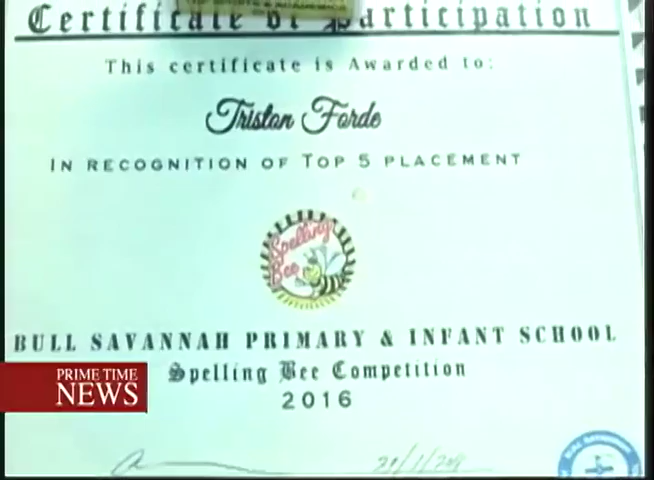 Certificate of Participation
This certificate is Awarded to:
Triston Forde
IN RECOGNITION OF TOP 5 PLACEMENT
Spelling
Bee
BULL SAVANNAH PRIMARY & INFANT SCHOOL
Spelling Bee Competition
2016
PRIME TIME
NEWS